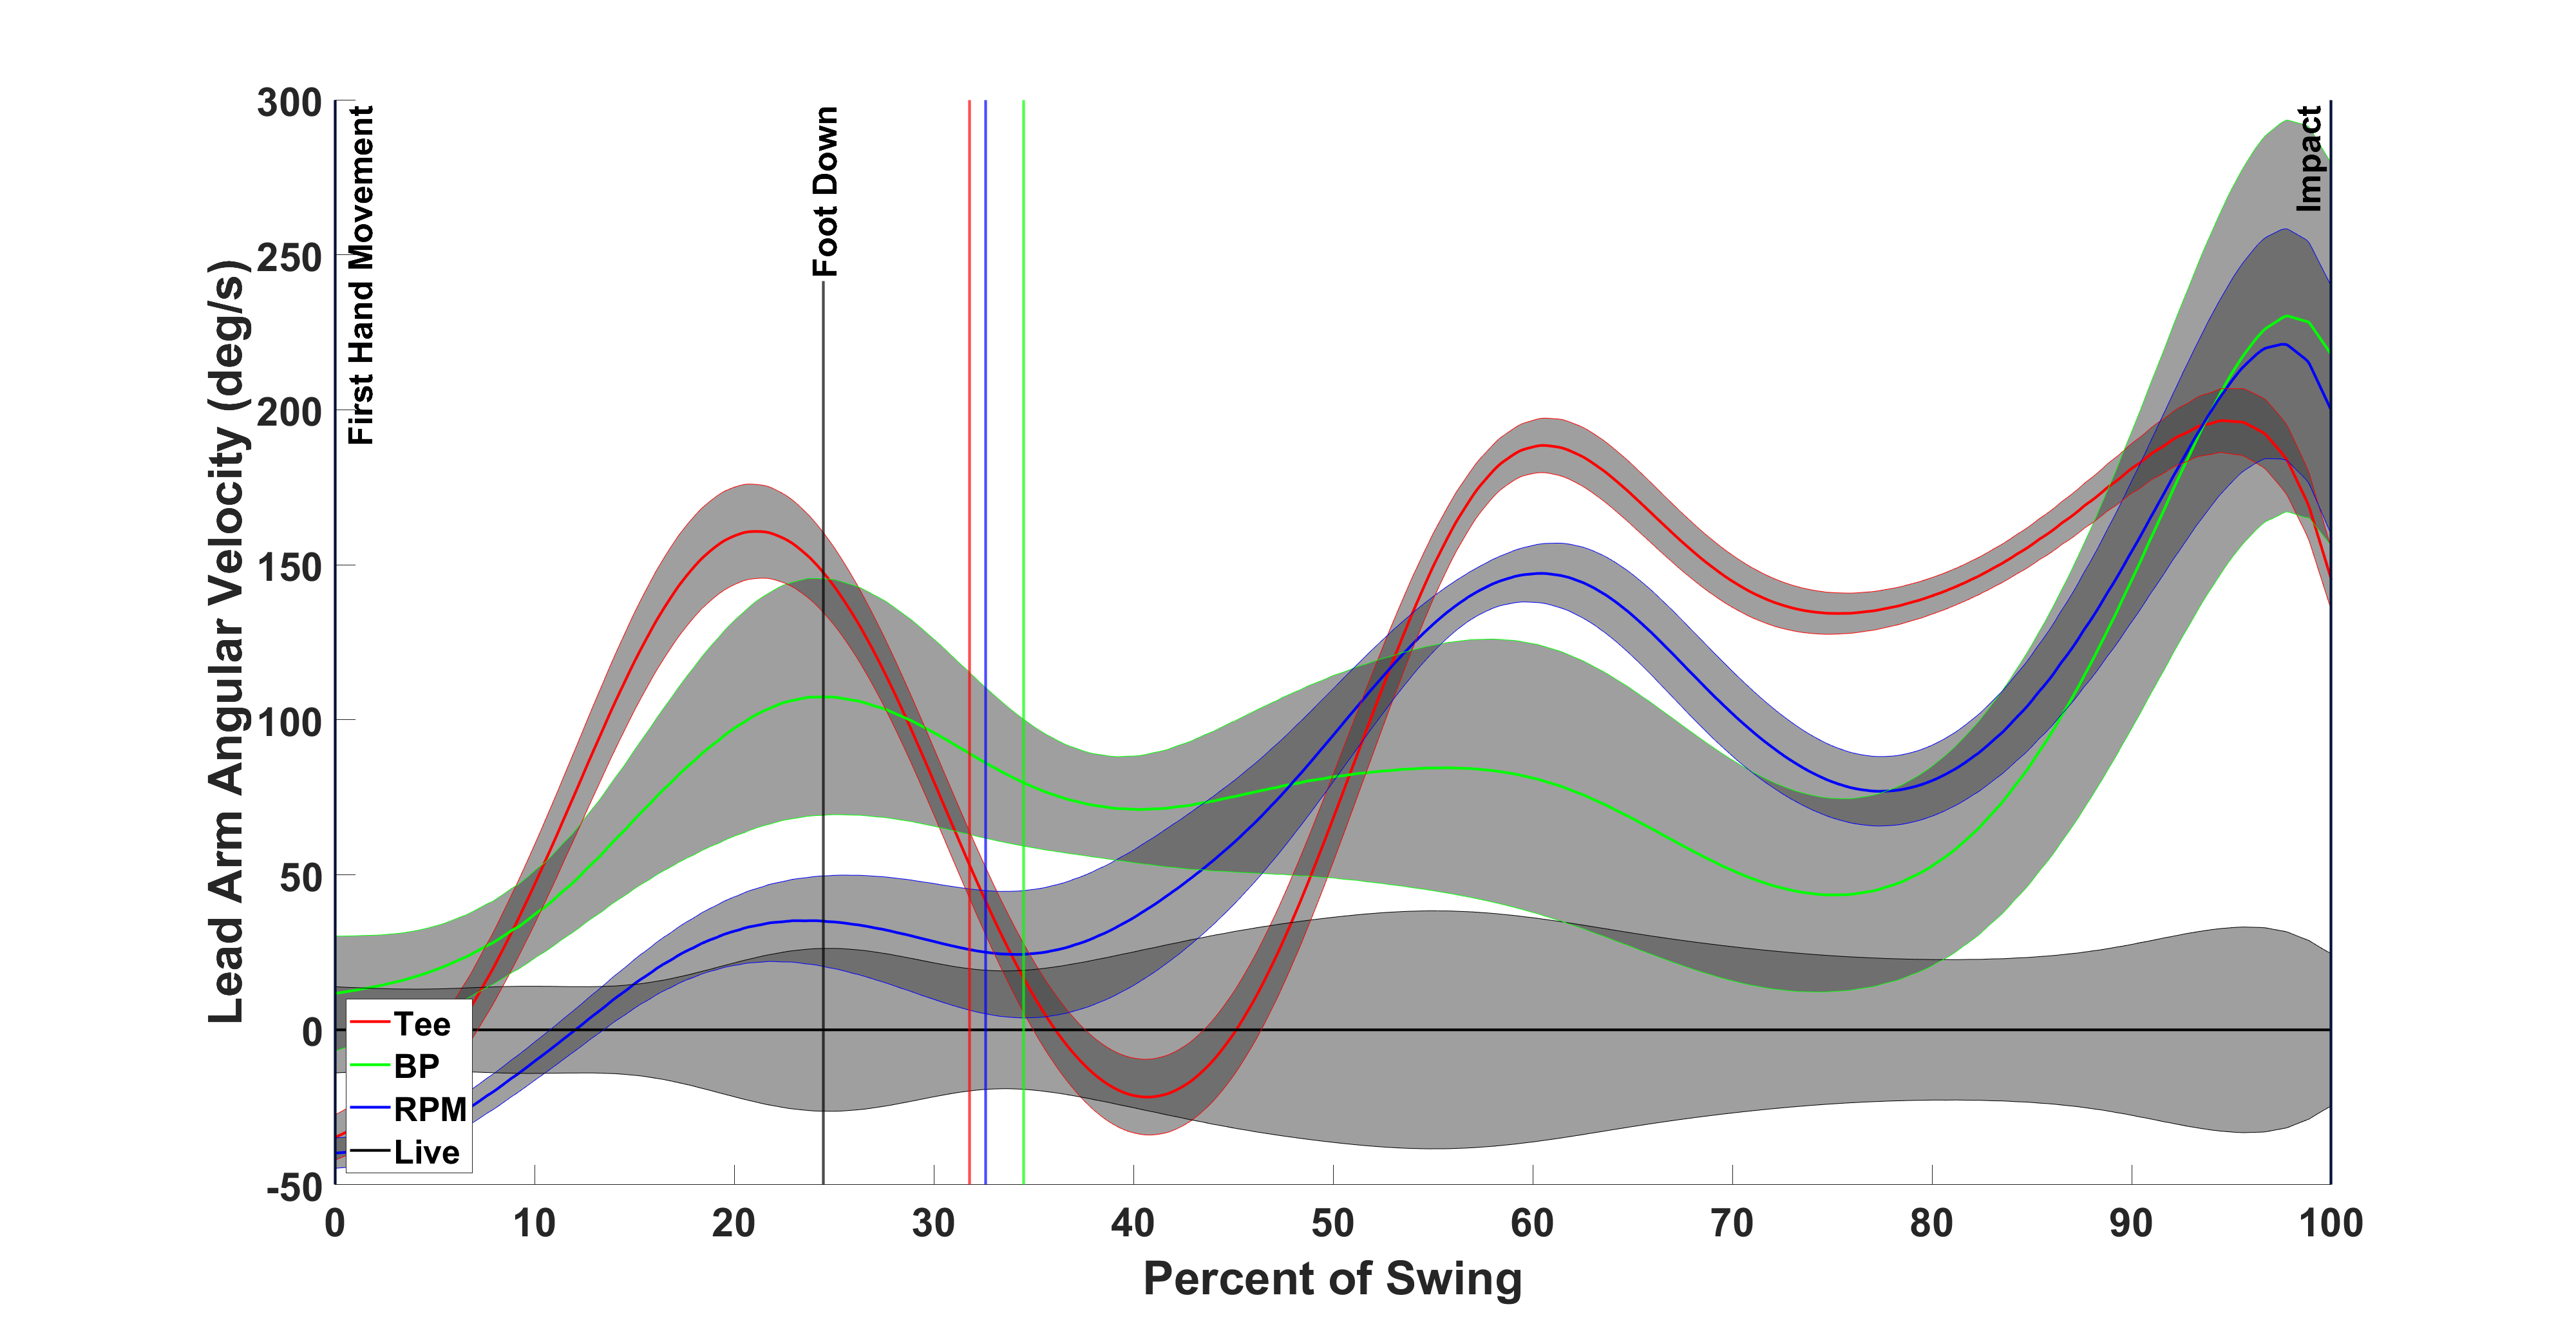 300
250
200
150
100
50
0
-50
Lead Arm Angular Velocity (deg/s)
First Hand Movement
Foot Down
Impact
Tee
BP
RPM
Live
0 10 20 30 40 50 60 70 80 90 100
Percent of Swing